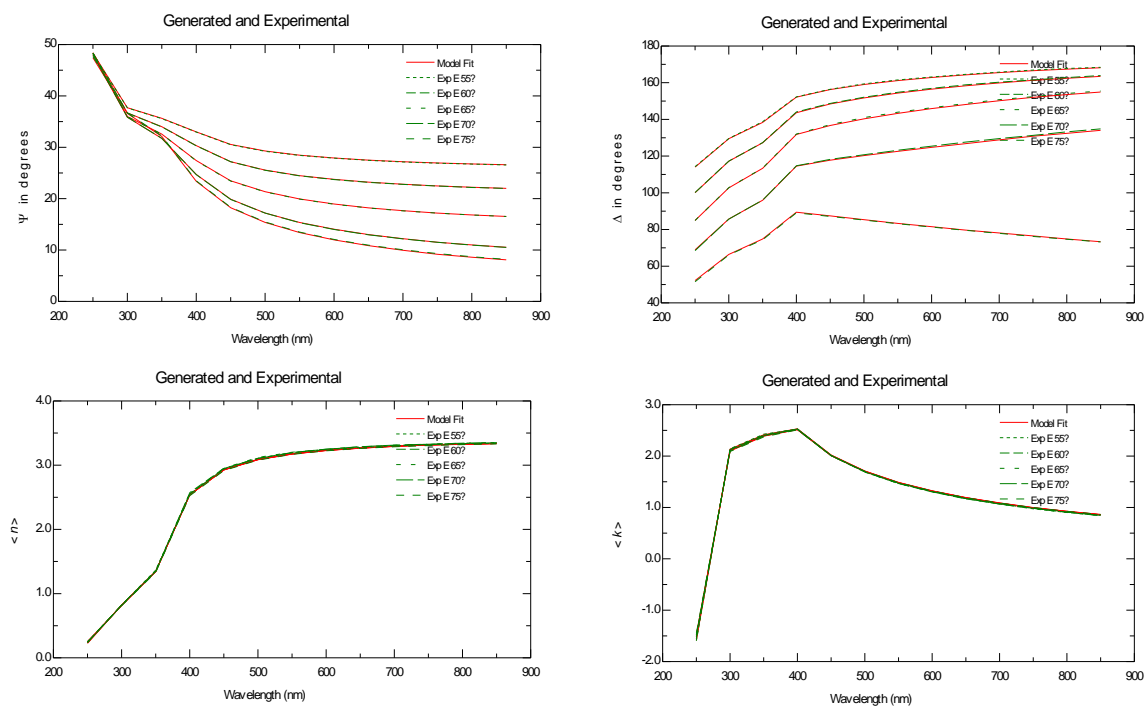 Generated and Experimental
Ψ in degrees
50
40
30
20
10
0
200 300 400 500 600 700 800 900
Wavelength (nm)
Model Fit
Exp E 55?
Exp E 60?
Exp E 65?
Exp E 70?
Exp E 75?
Generated and Experimental
Δ in degrees
180
160
140
120
100
80
60
40
200 300 400 500 600 700 800 900
Wavelength (nm)
Model Fit
Exp E 55?
Exp E 60?
Exp E 65?
Exp E 70?
Exp E 75?
Generated and Experimental
<n>
4.0
3.0
2.0
1.0
0.0
200 300 400 500 600 700 800 900
Wavelength (nm)
Model Fit
Exp E 55?
Exp E 60?
Exp E 65?
Exp E 70?
Exp E 75?
Generated and Experimental
<k>
3.0
2.0
1.0
0.0
-1.0
-2.0
200 300 400 500 600 700 800 900
Wavelength (nm)
Model Fit
Exp E 55?
Exp E 60?
Exp E 65?
Exp E 70?
Exp E 75?